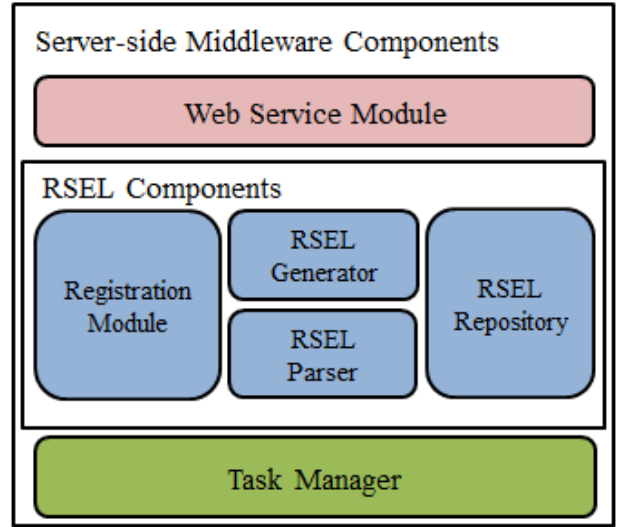 Server-side Middleware Components
Web Service Module
RSEL Components
Registration
Module
RSEL
Generator
RSEL
Parser
RSEL
Repository
Task Manager